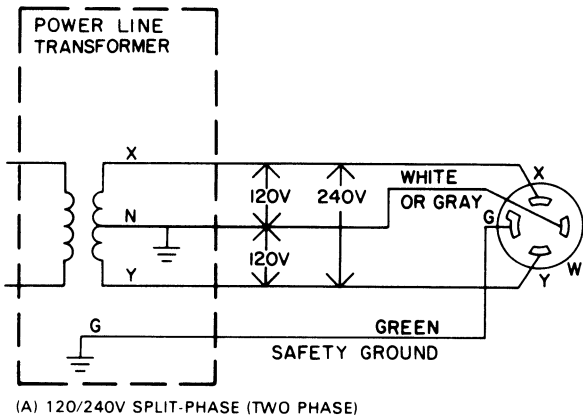 POWER LINE
TRANSFORMER
X
X
120V
240V
WHITE
OR GRAY
N
G
W
120V
Y
Y
G
GREEN
SAFETY GROUND
(A) 120/240V SPLIT-PHASE (TWO PHASE)